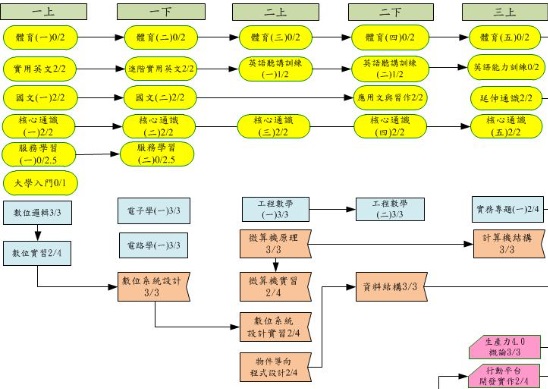 一上
一下
二上
二下
三上
體育(一)0/2
體育(二)0/2
體育(三)0/2
體育(四)0/2
體育(五)0/2
實用英文2/2
進階實用英文2/2
英語聽講訓練
(一)1/2
英語聽講訓練
(二)1/2
英語能力訓練0/2
國文(一)2/2
國文(二)2/2
應用文與習作2/2
延伸通識2/2
核心通識
(一)2/2
核心通識
(二)2/2
核心通識
(三)2/2
核心通識
(四)2/2
核心通識
(五)2/2
服務學習
(一)0/2.5
服務學習
(二)0/2.5
大學入門0/1
數位邏輯3/3
電子學(一)3/3
工程數學
(一)3/3
工程數學
(二)3/3
實務專題(一)2/4
數位實習2/4
電路學(一)3/3
微算機原理
3/3
計算機結構
3/3
數位系統設計
3/3
微算機實習
2/4
資料結構3/3
數位系統
設計實習2/4
物件導向
程式設計2/4
生產力4.0
概論3/3
行動平台
開發實作2/4